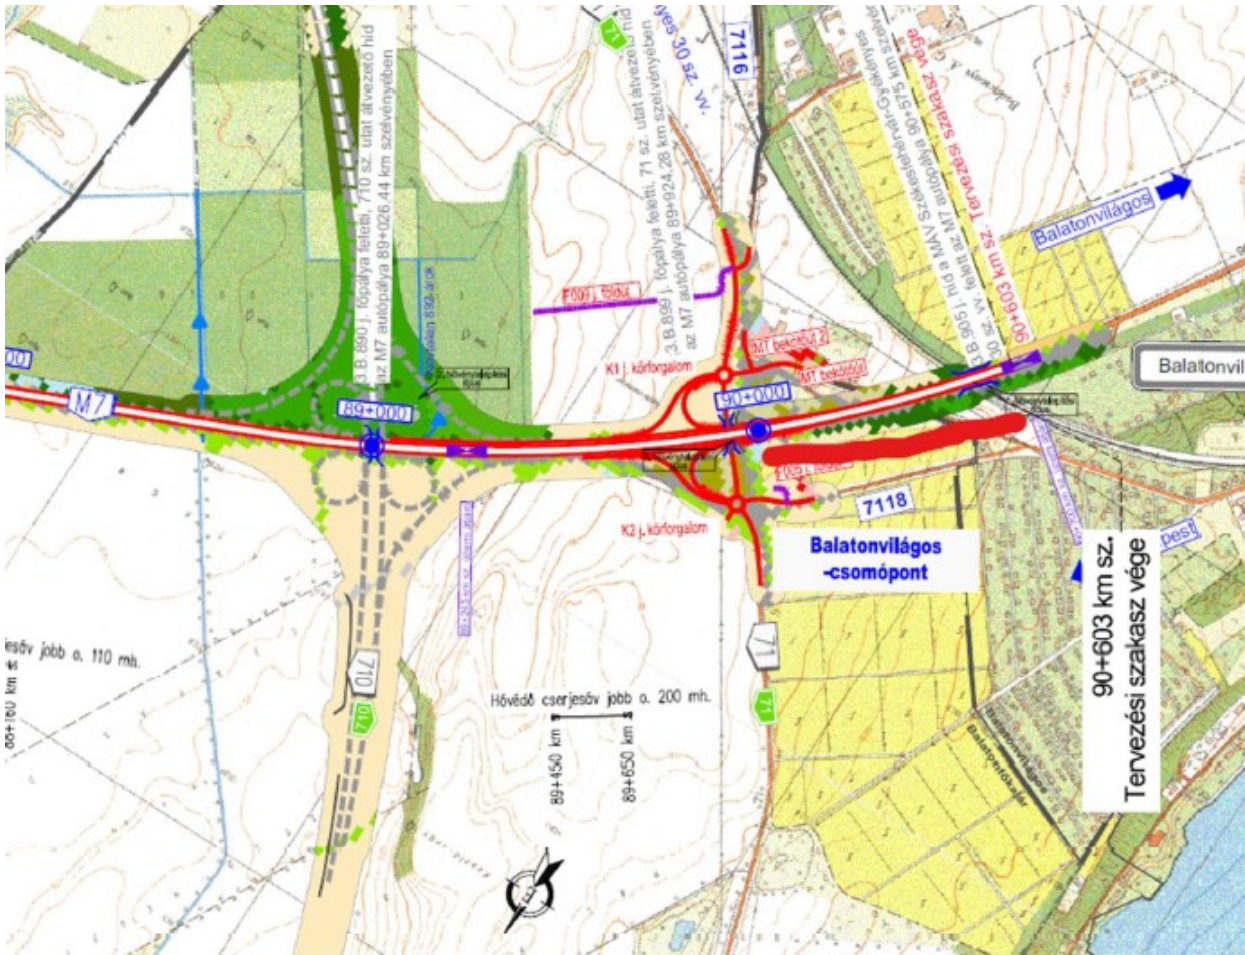 71
7116
30 sz. vv.
3.B 890 j. főpálya feletti, 710 sz. utat átvezető híd
az M7 autópálya 89+026.44 km szelvényében
3.B.899 j. főpálya feletti, 71 sz. utat átvezető híd
az M7 autópálya 89+924,28 km szelvényében
90+603 km sz. Tervezési szakasz vége
3.B 905 j. híd a MÁV Székesfehérvár-Gyékényes
30 sz. vv. felett az M7 autópálya 90+575 km szelvényében
Balatonvilágos
M7
89+000
90+000
K1 j. körforgalom
M7 bekötőút 2
M7 bekötőút
Balatonvil
7118
K2 j. körforgalom
Balatonvilágos
-csomópont
90+603 km sz.
Tervezési szakasz vége
jobb o. 110 mh.
710
710
71
71
Hóvédő cserjesáv jobb o. 200 mh.
89+450 km s
89+650 km s
Balatonvilágos
Balatonfőkajár